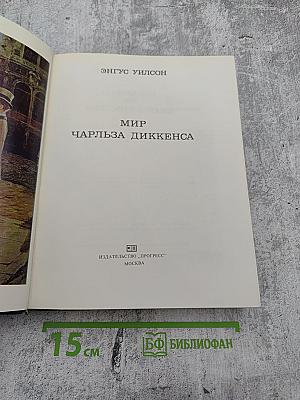 ЭНГУС УИЛСОН
МИР
ЧАРЛЬЗА ДИККЕНСА
ИЗДАТЕЛЬСТВО „ПРОГРЕСС"
МОСКВА
15 см
БФ БИБЛИОФАН